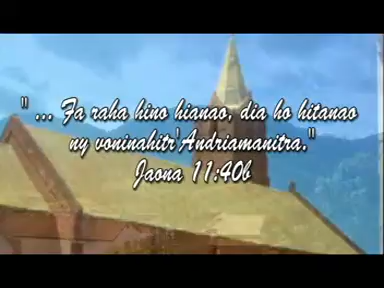 " ... Fa raha hino hianao, dia ho hitanao
ny voninahitr'Andriamanitra."
Jaona 11:40b